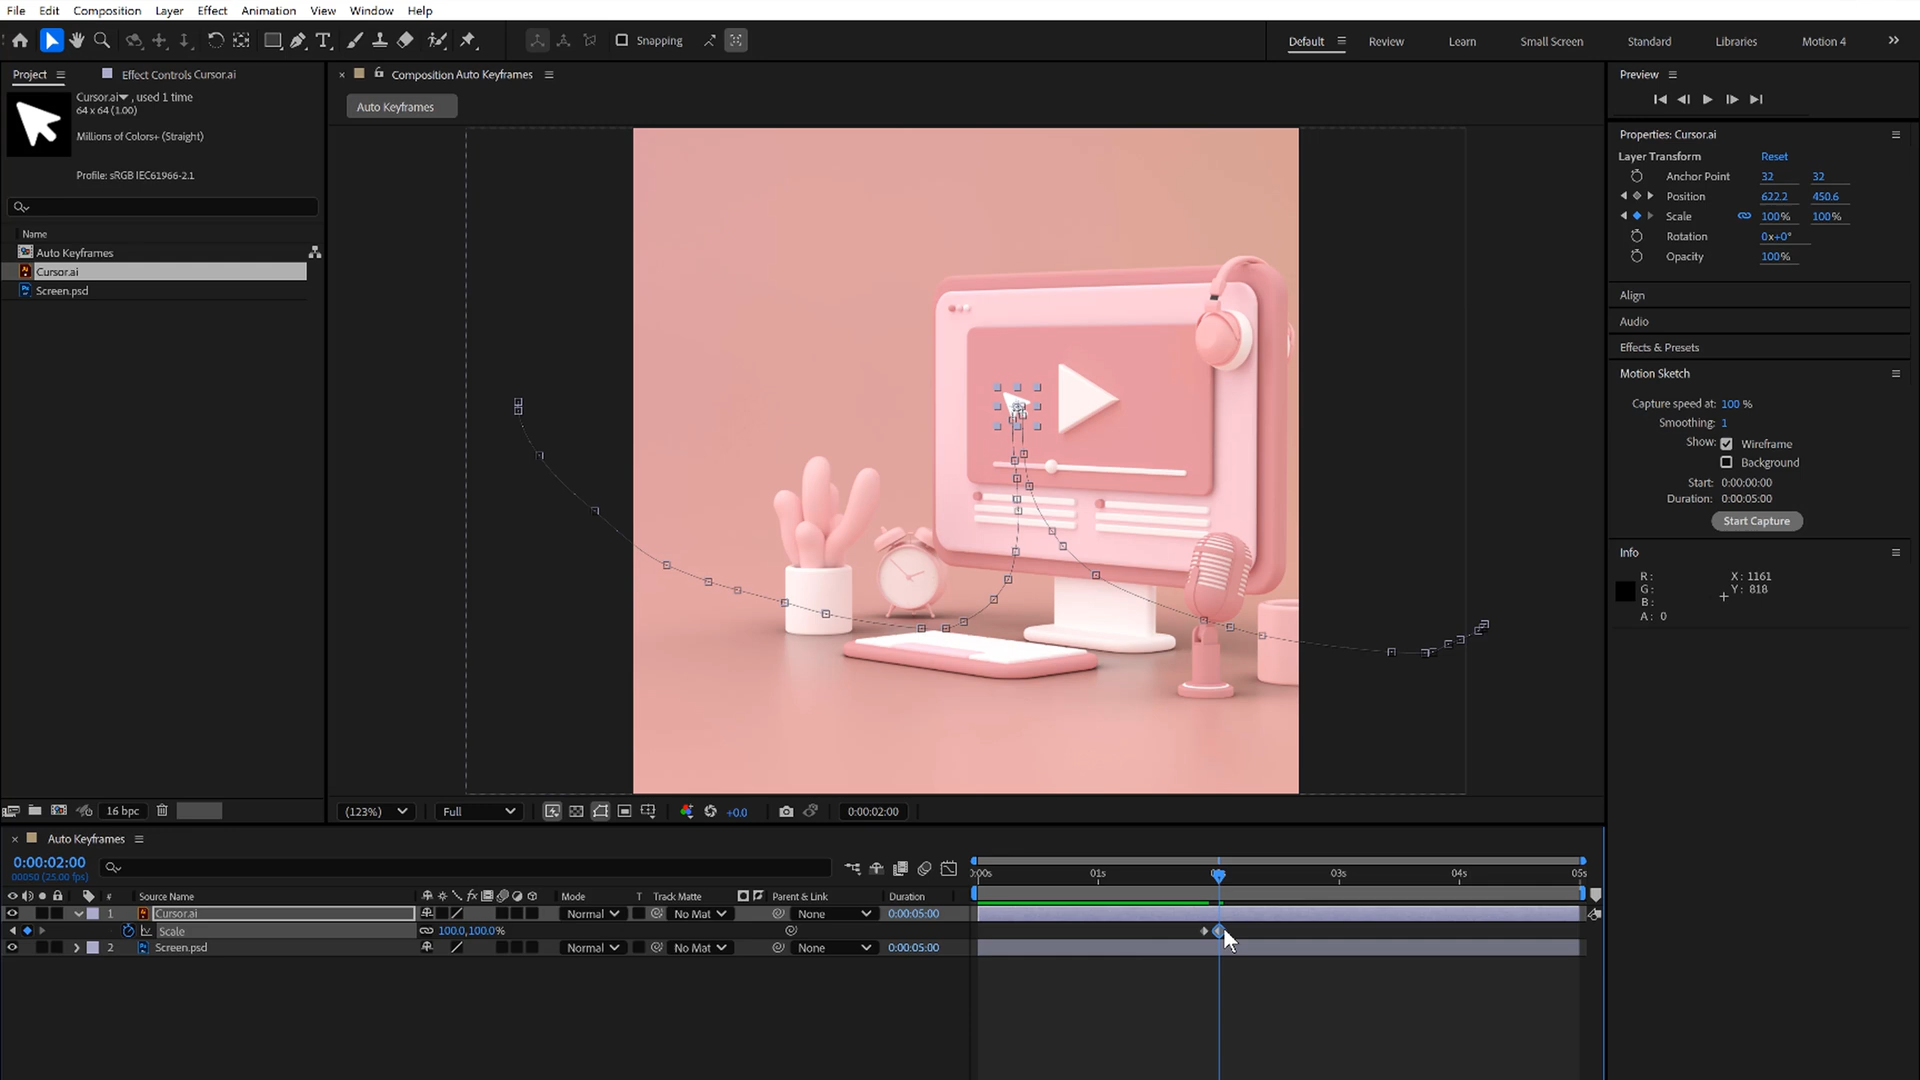 File Edit Composition Layer Effect Animation View Window Help
Snapping
Default Review Learn Small Screen Standard Libraries Motion 4
Project Effect Controls Cursor.ai
Cursor.ai , used 1 time
64 x 64 (1.00)
Millions of Colors+ (Straight)
Profile: sRGB IEC61966-2.1
Name
Auto Keyframes
Cursor.ai
Screen.psd
16 bpc
Composition Auto Keyframes
Auto Keyframes
(123%) Full +0.0 0:00:02:00
Preview
Properties: Cursor.ai
Layer Transform Reset
Anchor Point 32 32
Position 622.2 450.6
Scale 100% 100%
Rotation 0x+0°
Opacity 100%
Align
Audio
Effects & Presets
Motion Sketch
Capture speed at: 100 %
Smoothing: 1
Show: Wireframe
Background
Start: 0:00:00:00
Duration: 0:00:05:00
Start Capture
Info
R: X: 1161
G: Y: 818
B:
A: 0
Auto Keyframes
0:00:02:00
00050 (25.00 fps)
# Source Name Mode T Track Matte Parent & Link Duration
1 Cursor.ai Normal No Mat None 0:00:05:00
Scale 100.0,100.0%
2 Screen.psd Normal No Mat None 0:00:05:00
01s 03s 04s 05s